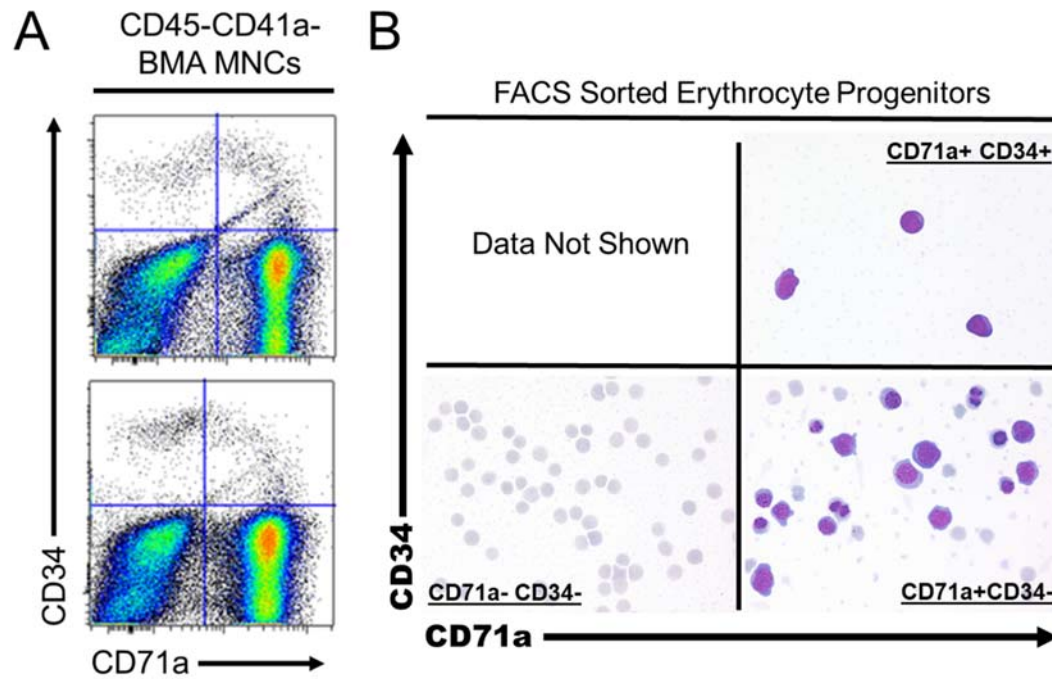 A
CD45-CD41a-
BMA MNCs
CD34
CD71a
B
FACS Sorted Erythrocyte Progenitors
CD71a+ CD34+
Data Not Shown
CD71a- CD34-
CD71a+CD34-
CD34
CD71a